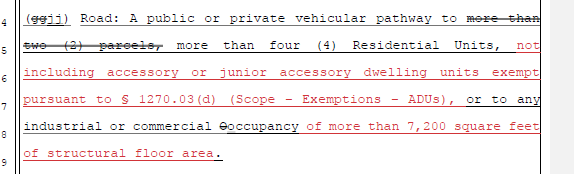 4 (ggjj) Road: A public or private vehicular pathway to more than
5 two (2) parcels, more than four (4) Residential Units, not
6 including accessory or junior accessory dwelling units exempt
7 pursuant to § 1270.03(d) (Scope – Exemptions – ADUs), or to any
8 industrial or commercial Ooccupancy of more than 7,200 square feet
9 of structural floor area.